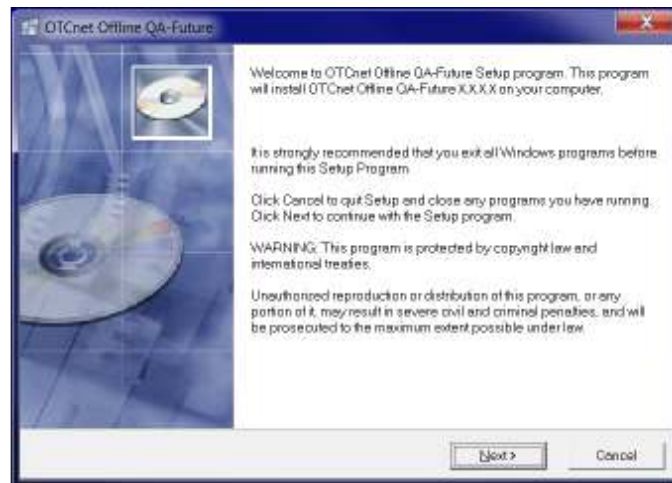 OTCnet Offline QA-Future
Welcome to OTCnet Offline QA-Future Setup program. This program
will install OTCnet Offline QA-Future X.X.X.X on your computer.
It is strongly recommended that you exit all Windows programs before
running this Setup Program.
Click Cancel to quit Setup and close any programs you have running.
Click Next to continue with the Setup program.
WARNING: This program is protected by copyright law and
international treaties.
Unauthorized reproduction or distribution of this program, or any
portion of it, may result in severe civil and criminal penalties, and will
be prosecuted to the maximum extent possible under law.
Next >
Cancel